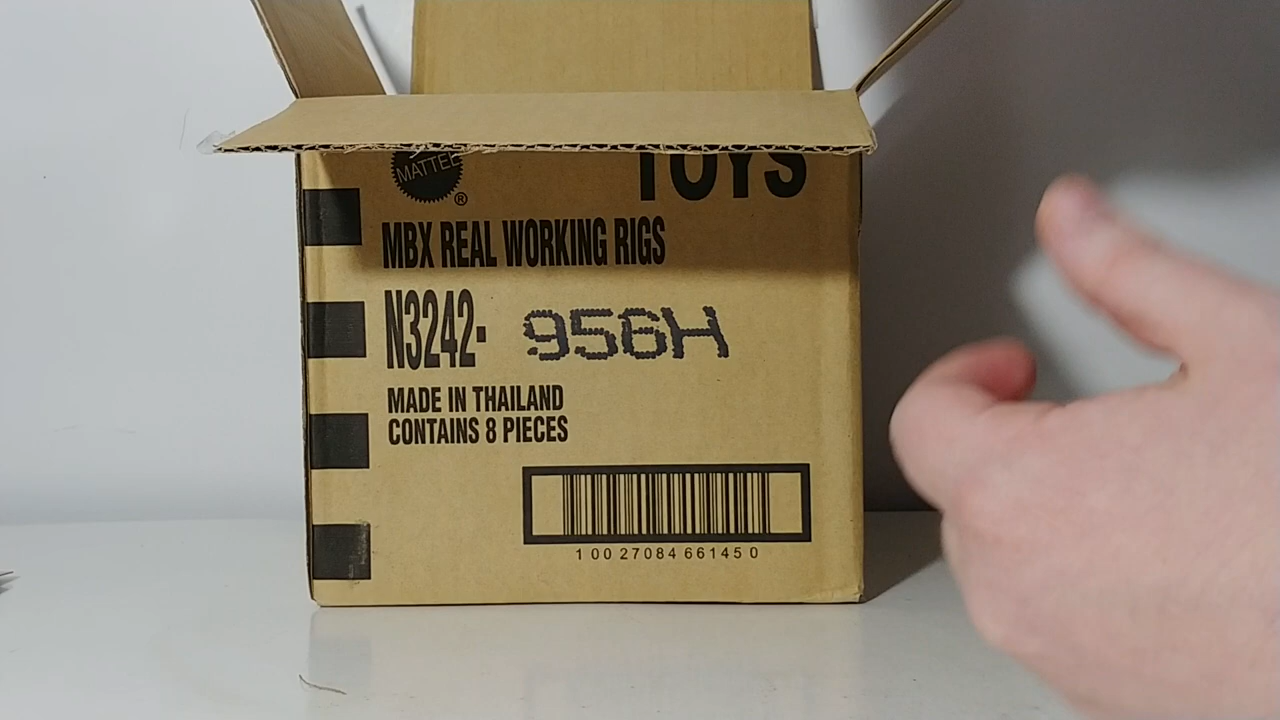 MATTEL ®
TOYS
MBX REAL WORKING RIGS
N3242- 956H
MADE IN THAILAND
CONTAINS 8 PIECES
1 00 27084 66145 0